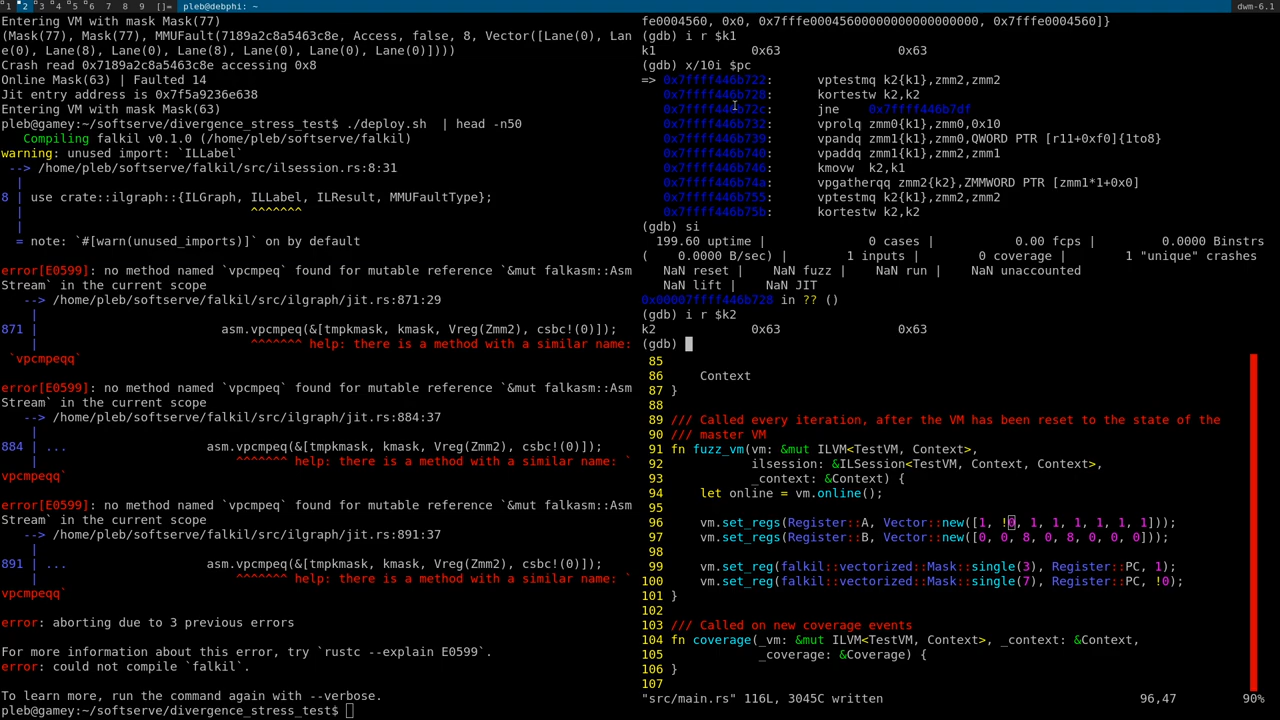 1 2 3 4 5 6 7 8 9 []= pleb@debphi: ~ dwm-6.1
Entering VM with mask Mask(77)
(Mask(77), Mask(77), MMUFault(7189a2c8a5463c8e, Access, false, 8, Vector([Lane(0), Lan
e(0), Lane(8), Lane(0), Lane(8), Lane(0), Lane(0), Lane(0)])))
Crash read 0x7189a2c8a5463c8e accessing 0x8
Online Mask(63) | Faulted 14
Jit entry address is 0x7f5a9236e638
Entering VM with mask Mask(63)
pleb@gamey:~/softserve/divergence_stress_test$ ./deploy.sh  | head -n50
   Compiling falkil v0.1.0 (/home/pleb/softserve/falkil)
warning: unused import: `ILLabel`
 --> /home/pleb/softserve/falkil/src/ilsession.rs:8:31
  |
8 | use crate::ilgraph::{ILGraph, ILLabel, ILResult, MMUFaultType};
  |                               ^^^^^^^
  |
  = note: `#[warn(unused_imports)]` on by default
error[E0599]: no method named `vpcmpeq` found for mutable reference `&mut falkasm::Asm
Stream` in the current scope
   --> /home/pleb/softserve/falkil/src/ilgraph/jit.rs:871:29
    |
871 |                         asm.vpcmpeq(&[tmpkmask, kmask, Vreg(Zmm2), csbc!(0)]);
    |                             ^^^^^^^ help: there is a method with a similar name:
 `vpcmpeqq`
error[E0599]: no method named `vpcmpeq` found for mutable reference `&mut falkasm::Asm
Stream` in the current scope
   --> /home/pleb/softserve/falkil/src/ilgraph/jit.rs:884:37
    |
884 | ...                     asm.vpcmpeq(&[tmpkmask, kmask, Vreg(Zmm2), csbc!(0)]);
    |                             ^^^^^^^ help: there is a method with a similar name: `
vpcmpeqq`
error[E0599]: no method named `vpcmpeq` found for mutable reference `&mut falkasm::Asm
Stream` in the current scope
   --> /home/pleb/softserve/falkil/src/ilgraph/jit.rs:891:37
    |
891 | ...                     asm.vpcmpeq(&[tmpkmask, kmask, Vreg(Zmm2), csbc!(0)]);
    |                             ^^^^^^^ help: there is a method with a similar name: `
vpcmpeqq`
error: aborting due to 3 previous errors
For more information about this error, try `rustc --explain E0599`.
error: could not compile `falkil`.
To learn more, run the command again with --verbose.
pleb@gamey:~/softserve/divergence_stress_test$
fe0004560, 0x0, 0x7fffe00045600000000000000000, 0x7fffe0004560]}
(gdb) i r $k1
k1             0x63                0x63
(gdb) x/10i $pc
=> 0x7ffff446b722:      vptestmq k2{k1},zmm2,zmm2
   0x7ffff446b728:      kortestw k2,k2
   0x7ffff446b72c:      jne    0x7ffff446b7df
   0x7ffff446b732:      vprolq zmm0{k1},zmm0,0x10
   0x7ffff446b739:      vpandq zmm1{k1},zmm0,QWORD PTR [r11+0xf0]{1to8}
   0x7ffff446b740:      vpaddq zmm1{k1},zmm2,zmm1
   0x7ffff446b746:      kmovw  k2,k1
   0x7ffff446b74a:      vpgatherqq zmm2{k2},ZMMWORD PTR [zmm1*1+0x0]
   0x7ffff446b755:      vptestmq k2{k1},zmm2,zmm2
   0x7ffff446b75b:      kortestw k2,k2
(gdb) si
  199.60 uptime |              0 cases |           0.00 fcps |         0.0000 Binstrs
(   0.0000 B/sec) |          1 inputs |         0 coverage |        1 "unique" crashes
   NaN reset |    NaN fuzz |    NaN run |    NaN unaccounted
   NaN lift |    NaN JIT
0x00007ffff446b728 in ?? ()
(gdb) i r $k2
k2             0x63                0x63
(gdb)
85
86     Context
87 }
88
89 /// Called every iteration, after the VM has been reset to the state of the
90 /// master VM
91 fn fuzz_vm(vm: &mut ILVM<TestVM, Context>,
92            ilsession: &ILSession<TestVM, Context, Context>,
93            _context: &Context) {
94     let online = vm.online();
95
96     vm.set_regs(Register::A, Vector::new([1, !0, 1, 1, 1, 1, 1, 1]));
97     vm.set_regs(Register::B, Vector::new([0, 0, 8, 0, 8, 0, 0, 0]));
98
99     vm.set_reg(falkil::vectorized::Mask::single(3), Register::PC, 1);
100     vm.set_reg(falkil::vectorized::Mask::single(7), Register::PC, !0);
101 }
102
103 /// Called on new coverage events
104 fn coverage(_vm: &mut ILVM<TestVM, Context>, _context: &Context,
105             _coverage: &Coverage) {
106 }
107
"src/main.rs" 116L, 3045C written                          96,47          90%